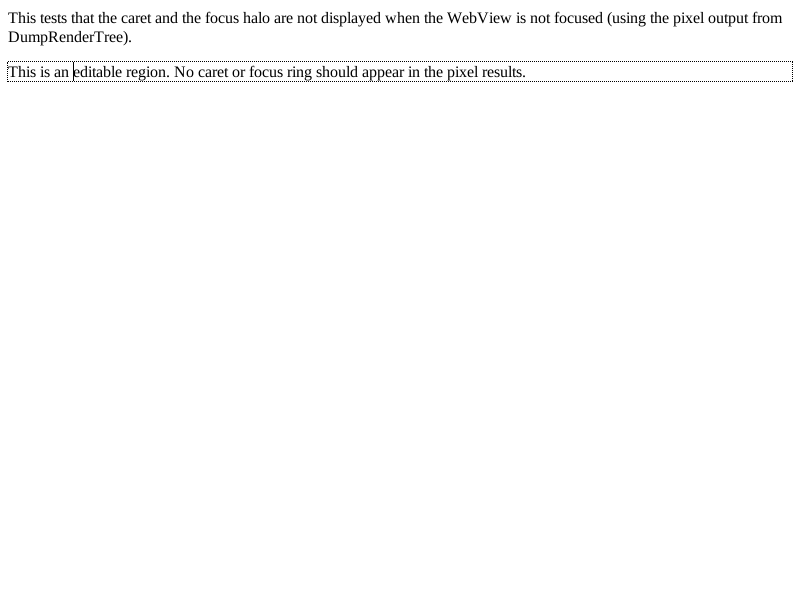 This tests that the caret and the focus halo are not displayed when the WebView is not focused (using the pixel output from
DumpRenderTree).
This is an editable region. No caret or focus ring should appear in the pixel results.